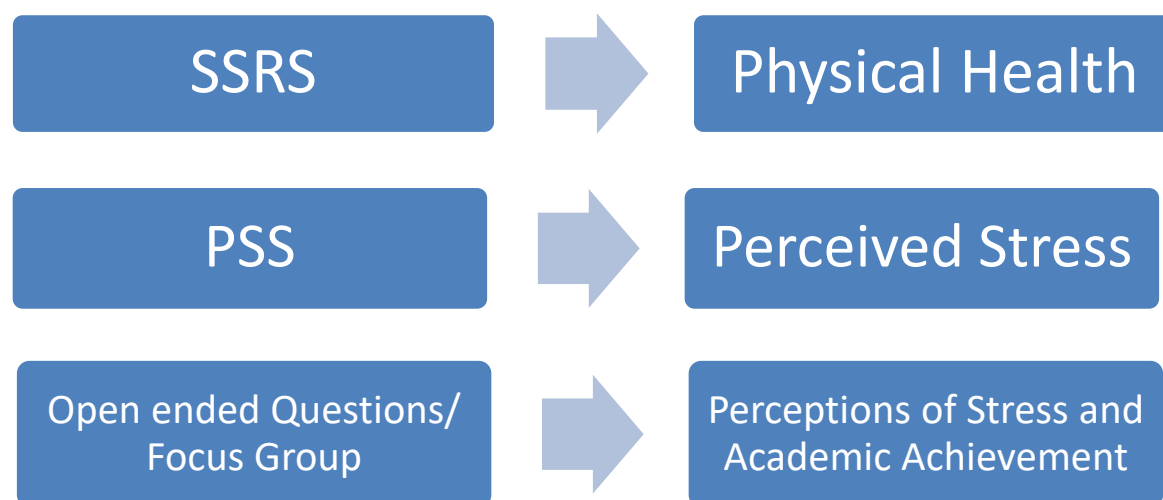 SSRS
Physical Health
PSS
Perceived Stress
Open ended Questions/
Focus Group
Perceptions of Stress and
Academic Achievement